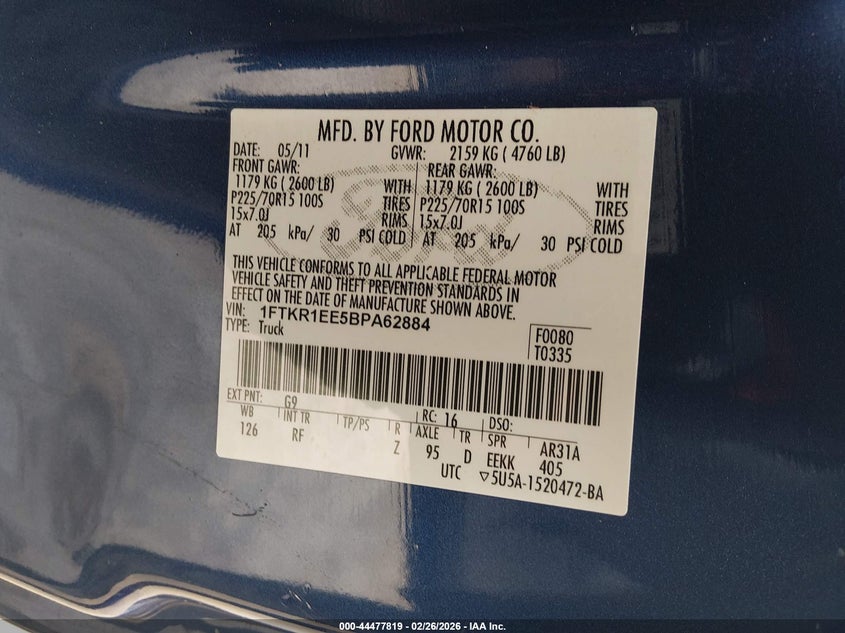 MFD. BY FORD MOTOR CO.
DATE: 05/11 GVWR: 2159 KG ( 4760 LB)
FRONT GAWR: REAR GAWR:
1179 KG ( 2600 LB) WITH 1179 KG ( 2600 LB) WITH
P225/70R15 100S TIRES P225/70R15 100S TIRES
15x7.0J RIMS 15x7.0J RIMS
AT 205 kPa/ 30 PSI COLD AT 205 kPa/ 30 PSI COLD
Ford
THIS VEHICLE CONFORMS TO ALL APPLICABLE FEDERAL MOTOR
VEHICLE SAFETY AND THEFT PREVENTION STANDARDS IN
EFFECT ON THE DATE OF MANUFACTURE SHOWN ABOVE.
VIN: 1FTKR1EE5BPA62884
TYPE: Truck
F0080
T0335
EXT PNT: G9 RC: 16 DSO:
WB INT TR TP/PS R AXLE TR SPR AR31A
126 RF Z 95 D EEKK 405
UTC ▽5U5A-1520472-BA
000-44477819 - 02/26/2026 - IAA Inc.